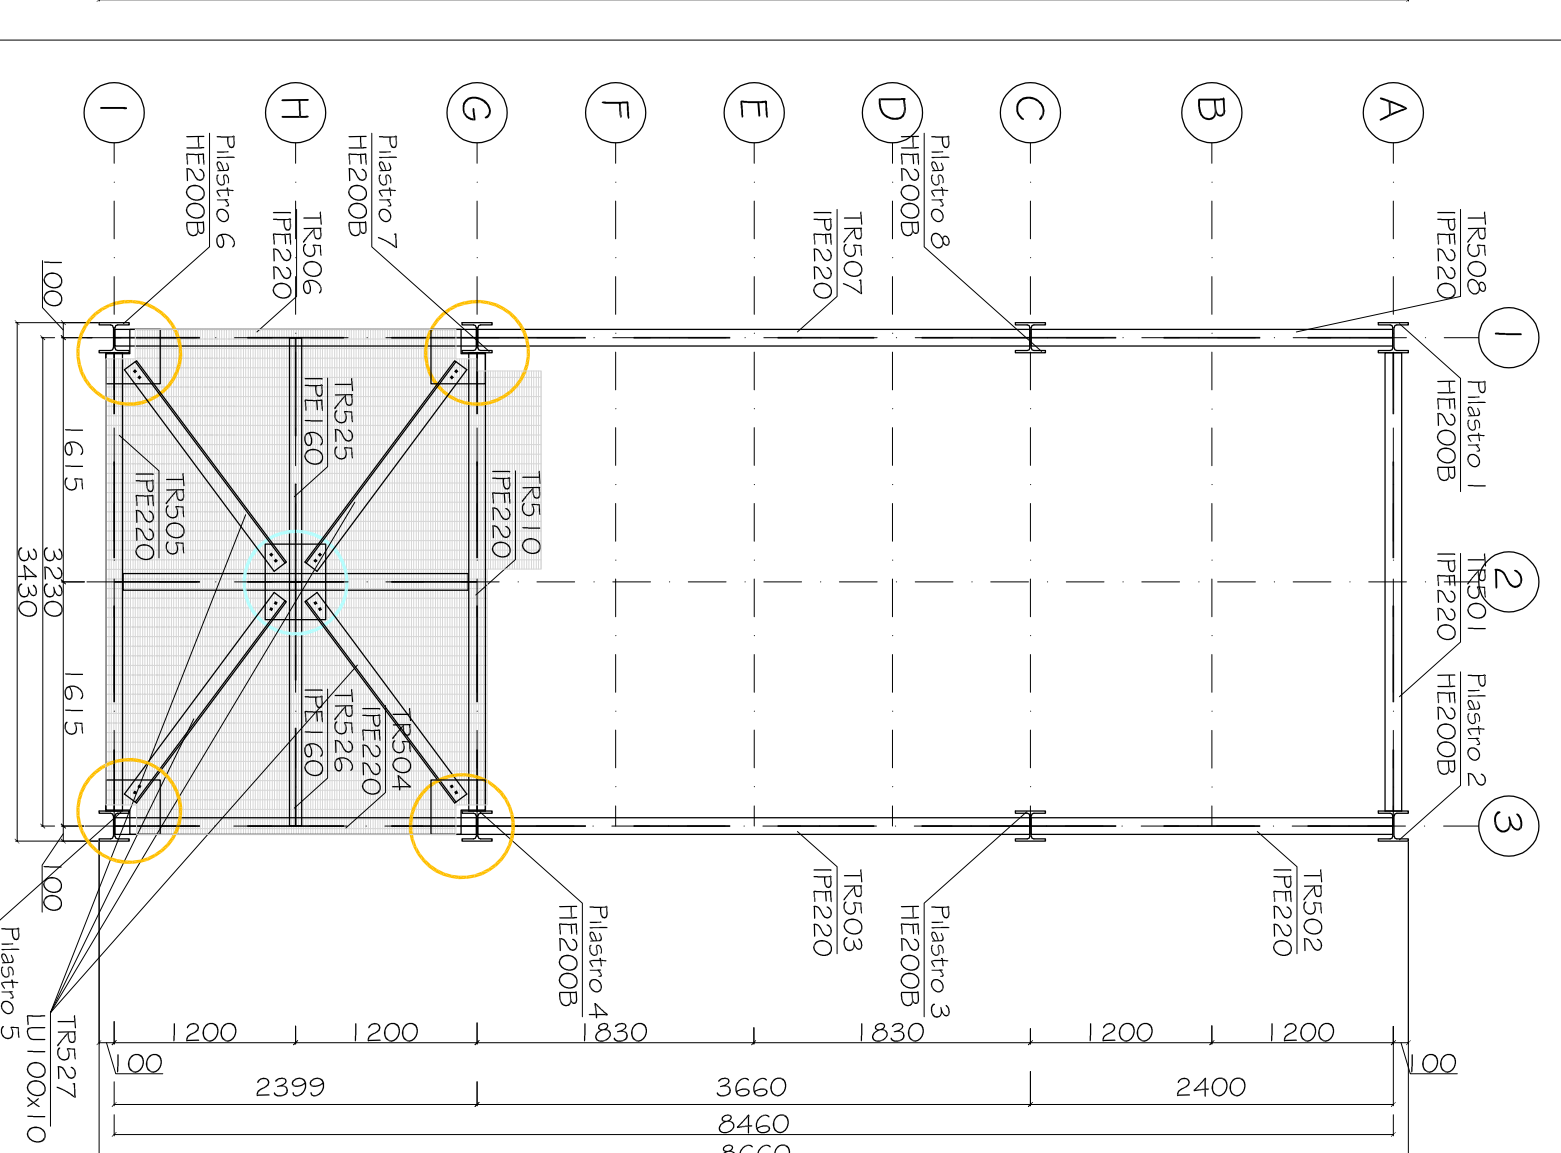 I
H
G
F
E
D
C
B
A
Pilastro 6
HE200B
Pilastro 7
HE200B
Pilastro 8
HE200B
TR506
IPE220
TR507
IPE220
TR508
IPE220
100
1
Pilastro 1
HE200B
TR525
IPE160
1615
TR505
IPE220
TR510
IPE220
3230
3430
2
TR501
IPE220
1615
TR526
IPE160
TR504
IPE220
Pilastro 2
HE200B
3
100
TR503
IPE220
TR502
IPE220
Pilastro 4
HE200B
Pilastro 3
HE200B
Pilastro 5
TR527
LU100x10
1200
1200
1830
1830
1200
1200
100
100
2399
3660
2400
8460
8660